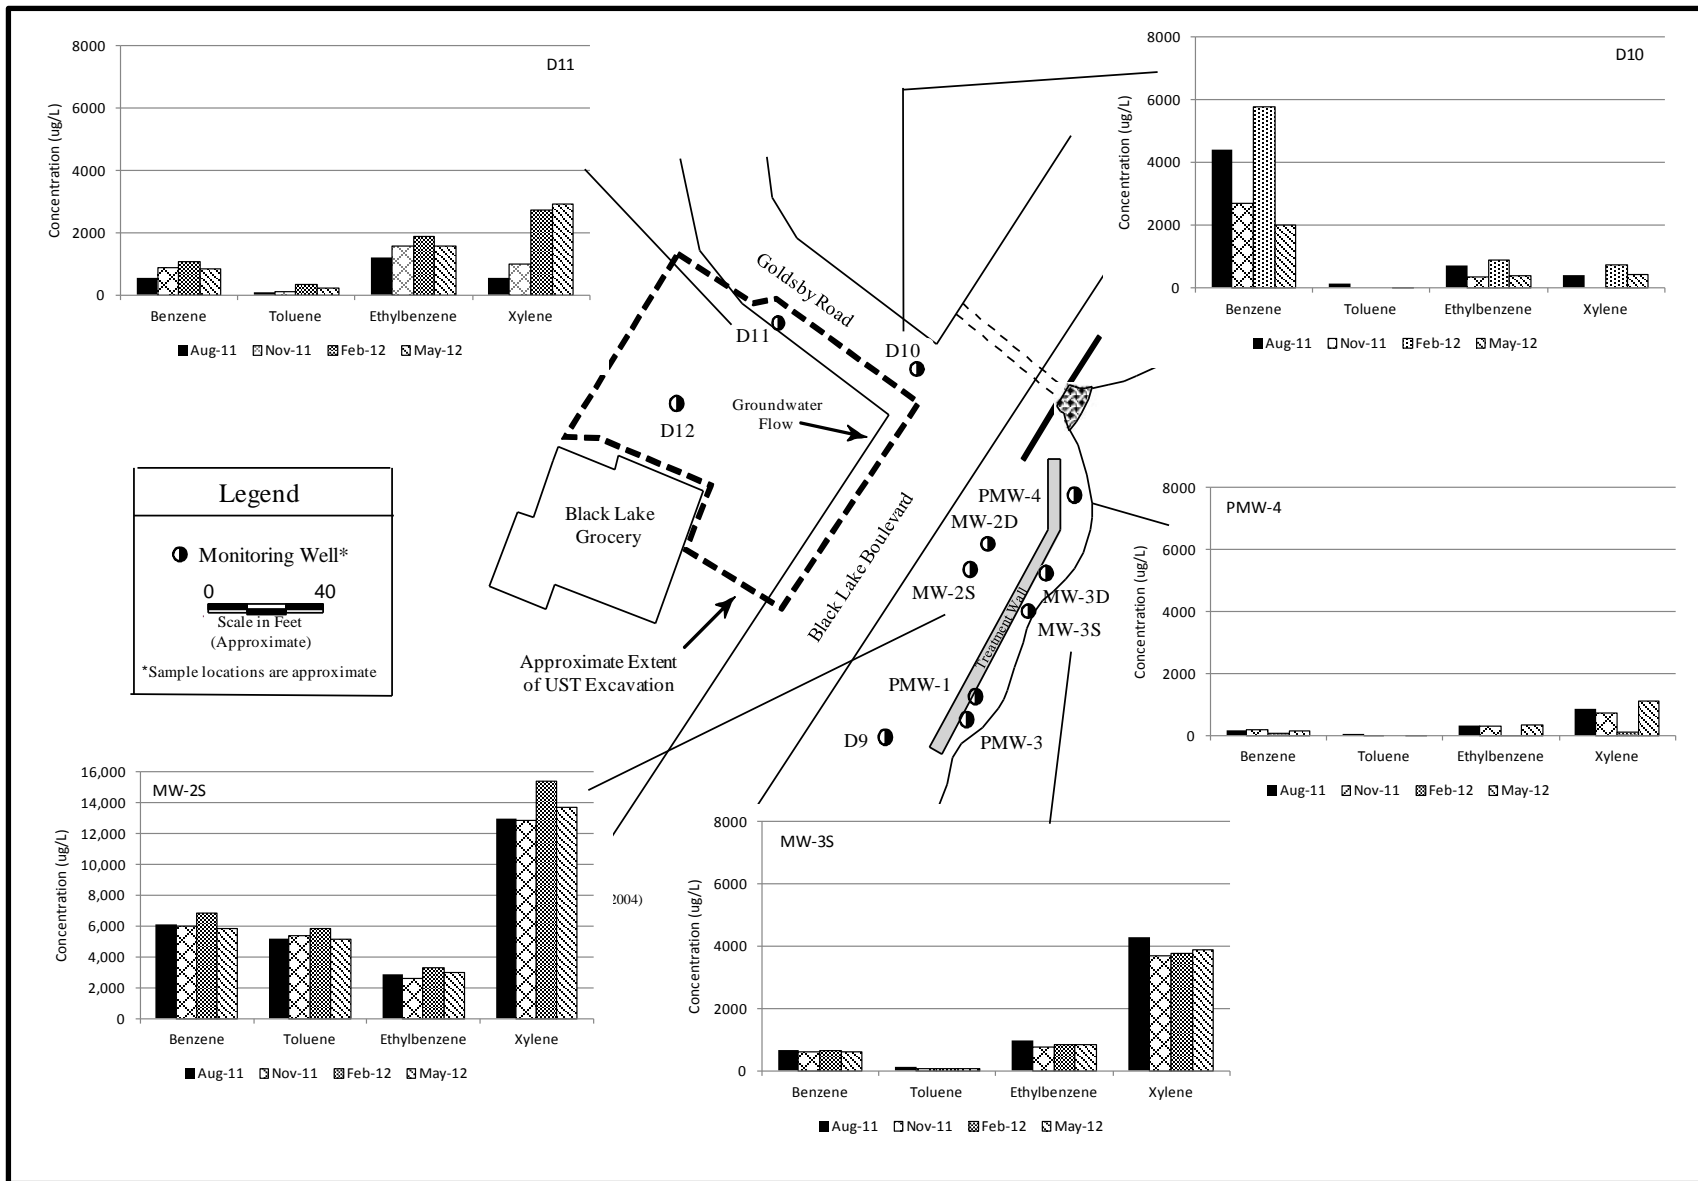 D11
8000
6000
4000
2000
0
Concentration (ug/L)
Benzene
Toluene
Ethylbenzene
Xylene
Aug-11
Nov-11
Feb-12
May-12
D10
8000
6000
4000
2000
0
Concentration (ug/L)
Benzene
Toluene
Ethylbenzene
Xylene
Aug-11
Nov-11
Feb-12
May-12
Goldsby Road
D11
D10
D12
Groundwater
Flow
Black Lake
Grocery
Black Lake Boulevard
Approximate Extent
of UST Excavation
PMW-4
MW-2D
MW-2S
MW-3D
MW-3S
Treatment Wall
PMW-1
PMW-3
D9
Legend
Monitoring Well*
0
40
Scale in Feet
(Approximate)
*Sample locations are approximate
PMW-4
8000
6000
4000
2000
0
Concentration (ug/L)
Benzene
Toluene
Ethylbenzene
Xylene
Aug-11
Nov-11
Feb-12
May-12
MW-2S
16,000
14,000
12,000
10,000
8,000
6,000
4,000
2,000
0
Concentration (ug/L)
Benzene
Toluene
Ethylbenzene
Xylene
Aug-11
Nov-11
Feb-12
May-12
2004)
MW-3S
8000
6000
4000
2000
0
Concentration (ug/L)
Benzene
Toluene
Ethylbenzene
Xylene
Aug-11
Nov-11
Feb-12
May-12